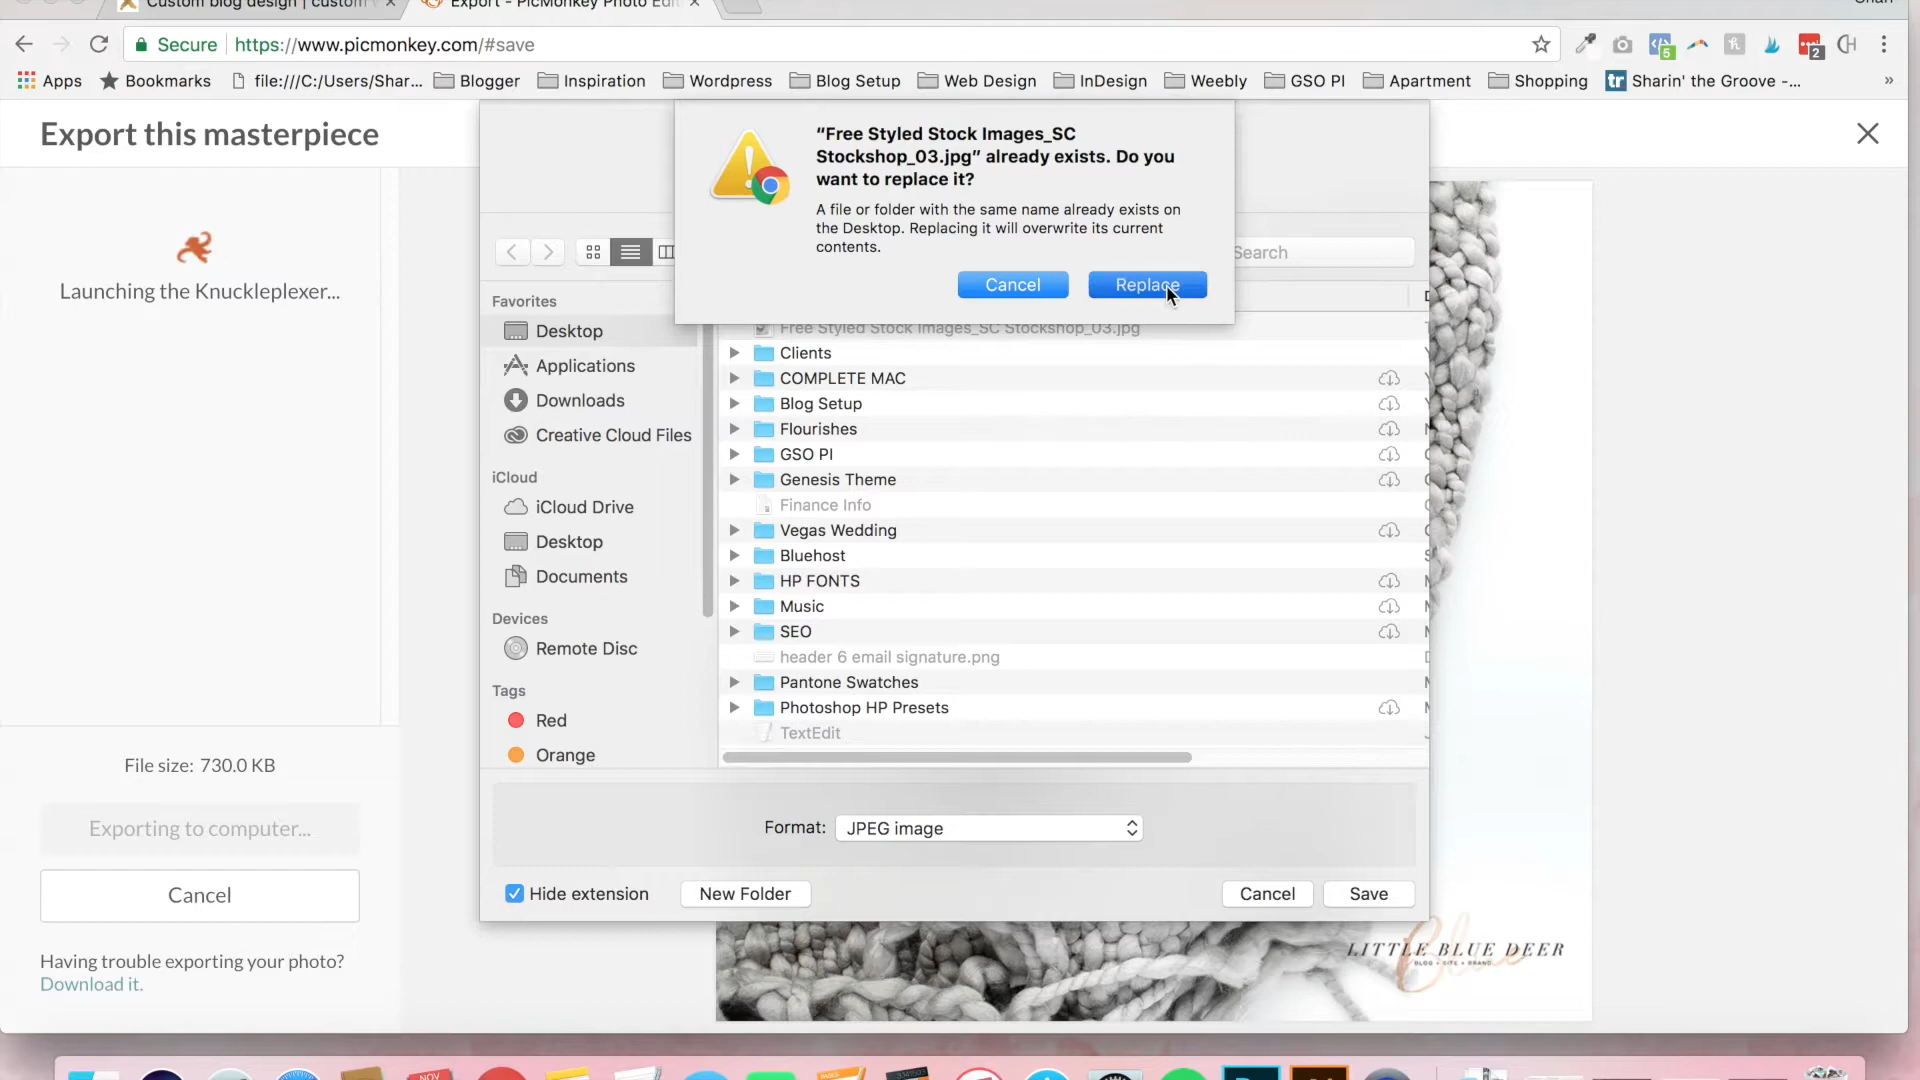 Custom blog design | custom
Export - PicMonkey Photo Edit
Secure
https://www.picmonkey.com/#save
5
2
Apps
Bookmarks
file:///C:/Users/Shar...
Blogger
Inspiration
Wordpress
Blog Setup
Web Design
InDesign
Weebly
GSO PI
Apartment
Shopping
tr
Sharin' the Groove -...
»
Export this masterpiece
“Free Styled Stock Images_SC
Stockshop_03.jpg” already exists. Do you
want to replace it?
A file or folder with the same name already exists on
the Desktop. Replacing it will overwrite its current
contents.
Cancel
Replace
Search
Launching the Knuckleplexer...
Favorites
Desktop
Applications
Downloads
Creative Cloud Files
iCloud
iCloud Drive
Desktop
Documents
Devices
Remote Disc
Tags
Red
Orange
Free Styled Stock Images_SC Stockshop_03.jpg
Clients
COMPLETE MAC
Blog Setup
Flourishes
GSO PI
Genesis Theme
Finance Info
Vegas Wedding
Bluehost
HP FONTS
Music
SEO
header 6 email signature.png
Pantone Swatches
Photoshop HP Presets
TextEdit
File size: 730.0 KB
Exporting to computer...
Cancel
Having trouble exporting your photo?
Download it.
Format:
JPEG image
Hide extension
New Folder
Cancel
Save
LITTLE BLUE DEER
BLOG + SITE + BRAND
Blue
NOV